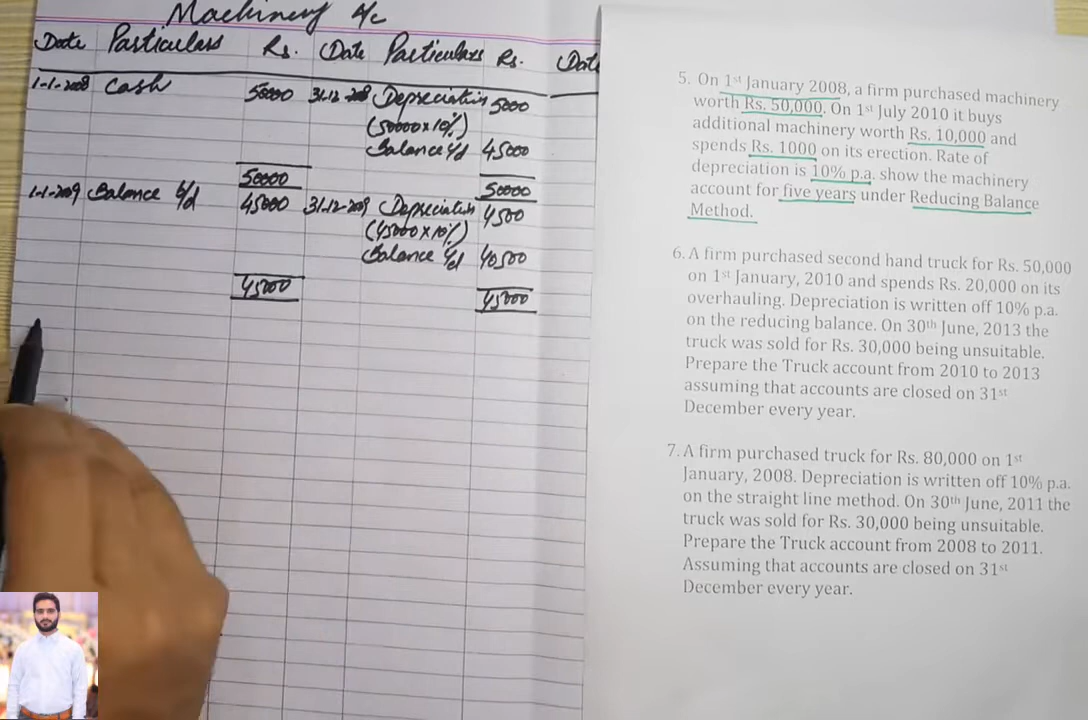 Machinery A/c
Date Particulars Rs. Date Particulars Rs. Date
1-1-2008 Cash 50000 31-12-2008 Depreciation 5000
(50000x10%)
Balance c/d 45000
50000 50000
1-1-2009 Balance b/d 45000 31-12-2009 Depreciation 4500
(45000x10%)
Balance c/d 40500
45000 45000
5. On 1st January 2008, a firm purchased machinery
worth Rs. 50,000. On 1st July 2010 it buys
additional machinery worth Rs. 10,000 and
spends Rs. 1000 on its erection. Rate of
depreciation is 10% p.a. show the machinery
account for five years under Reducing Balance
Method.
6. A firm purchased second hand truck for Rs. 50,000
on 1st January, 2010 and spends Rs. 20,000 on its
overhauling. Depreciation is written off 10% p.a.
on the reducing balance. On 30th June, 2013 the
truck was sold for Rs. 30,000 being unsuitable.
Prepare the Truck account from 2010 to 2013
assuming that accounts are closed on 31st
December every year.
7. A firm purchased truck for Rs. 80,000 on 1st
January, 2008. Depreciation is written off 10% p.a.
on the straight line method. On 30th June, 2011 the
truck was sold for Rs. 30,000 being unsuitable.
Prepare the Truck account from 2008 to 2011.
Assuming that accounts are closed on 31st
December every year.